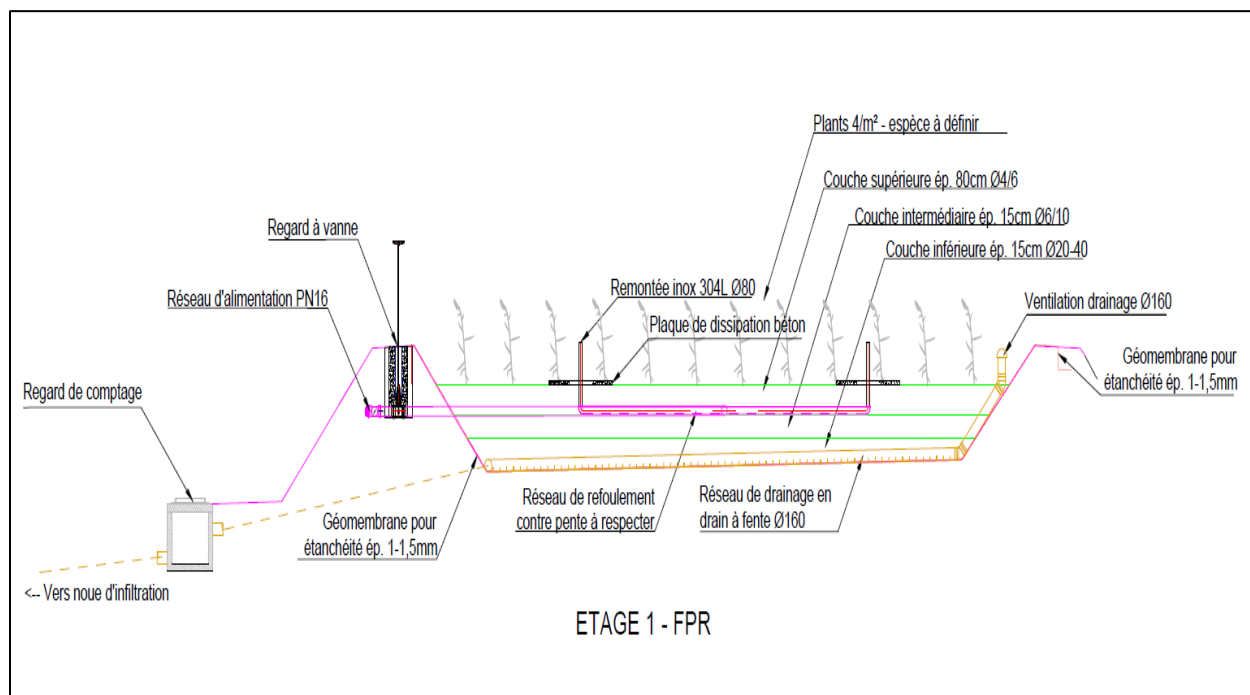 Plants 4/m² - espèce à définir
Couche supérieure ép. 80cm Ø4/6
Couche intermédiaire ép. 15cm Ø6/10
Couche inférieure ép. 15cm Ø20-40
Regard à vanne
Remontée inox 304L Ø80
Réseau d'alimentation PN16
Ventilation drainage Ø160
Plaque de dissipation béton
Géomembrane pour
étanchéité ép. 1-1,5mm
Regard de comptage
Réseau de refoulement
contre pente à respecter
Réseau de drainage en
drain à fente Ø160
Géomembrane pour
étanchéité ép. 1-1,5mm
<-- Vers noue d'infiltration
ETAGE 1 - FPR